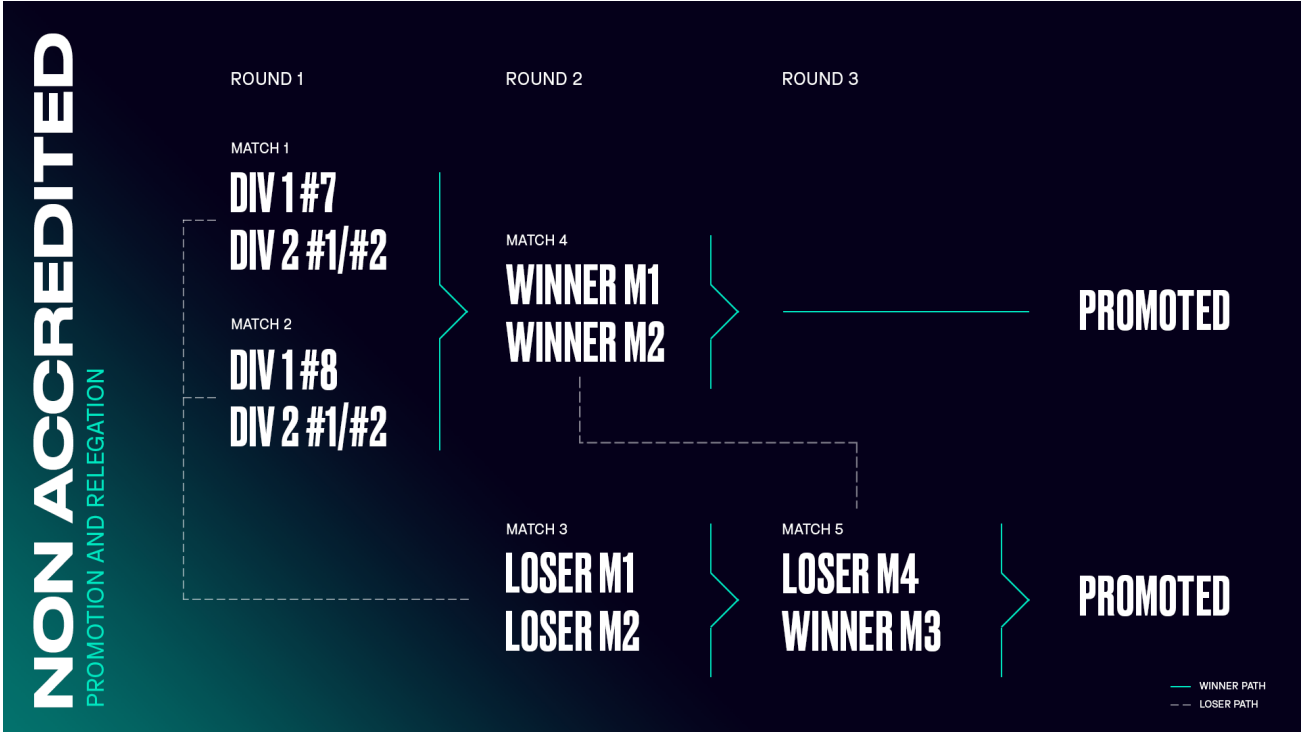 NON ACCREDITED
PROMOTION AND RELEGATION
ROUND 1
ROUND 2
ROUND 3
MATCH 1
DIV 1 #7
DIV 2 #1/#2
MATCH 2
DIV 1 #8
DIV 2 #1/#2
MATCH 4
WINNER M1
WINNER M2
PROMOTED
MATCH 3
LOSER M1
LOSER M2
MATCH 5
LOSER M4
WINNER M3
PROMOTED
WINNER PATH
LOSER PATH